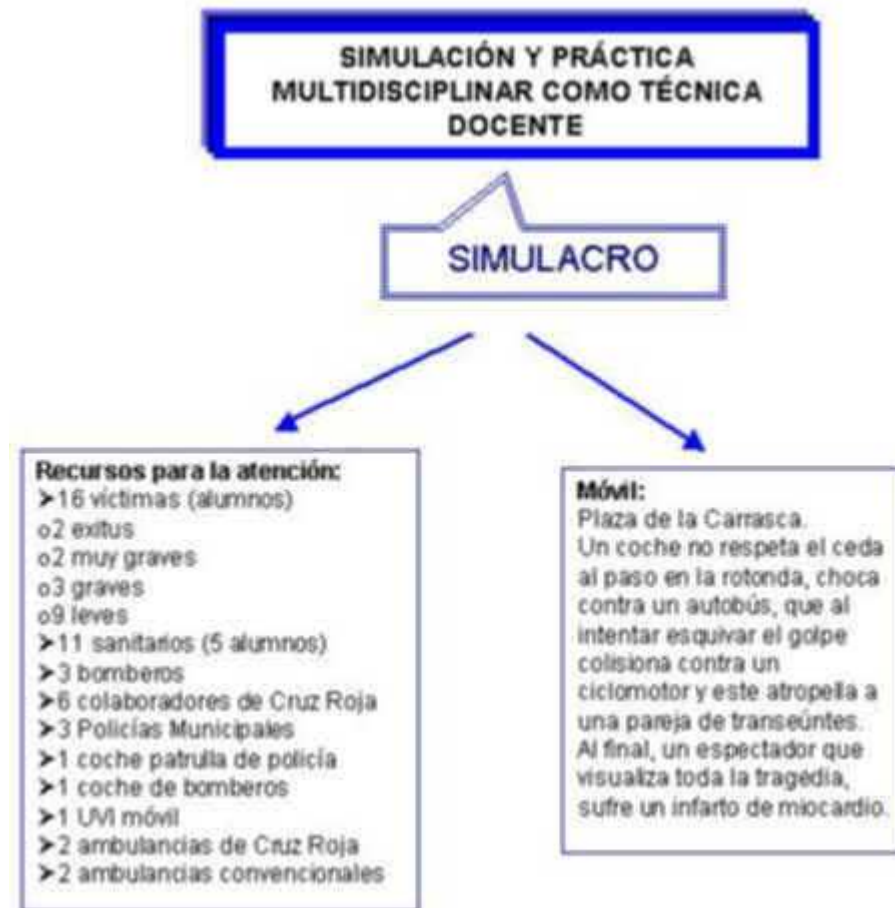 SIMULACIÓN Y PRÁCTICA
MULTIDISCIPLINAR COMO TÉCNICA
DOCENTE
SIMULACRO
Recursos para la atención:
➤16 víctimas (alumnos)
o2 exitus
o2 muy graves
o3 graves
o9 leves
➤11 sanitarios (5 alumnos)
➤3 bomberos
➤6 colaboradores de Cruz Roja
➤3 Policías Municipales
➤1 coche patrulla de policía
➤1 coche de bomberos
➤1 UVI móvil
➤2 ambulancias de Cruz Roja
➤2 ambulancias convencionales
Móvil:
Plaza de la Carrasca.
Un coche no respeta el ceda
al paso en la rotonda, choca
contra un autobús, que al
intentar esquivar el golpe
colisiona contra un
ciclomotor y este atropella a
una pareja de transeúntes.
Al final, un espectador que
visualiza toda la tragedia,
sufre un infarto de miocardio.